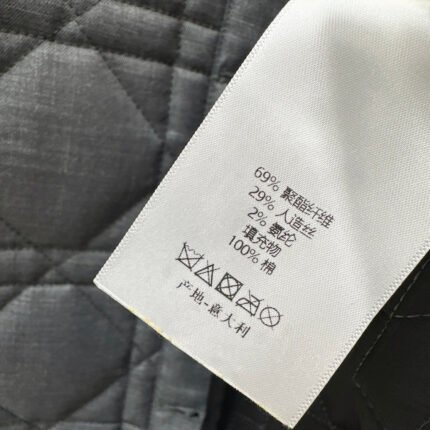 69% 聚酯纤维
29% 人造丝
2% 氨纶
填充物
100% 棉
产地-意大利